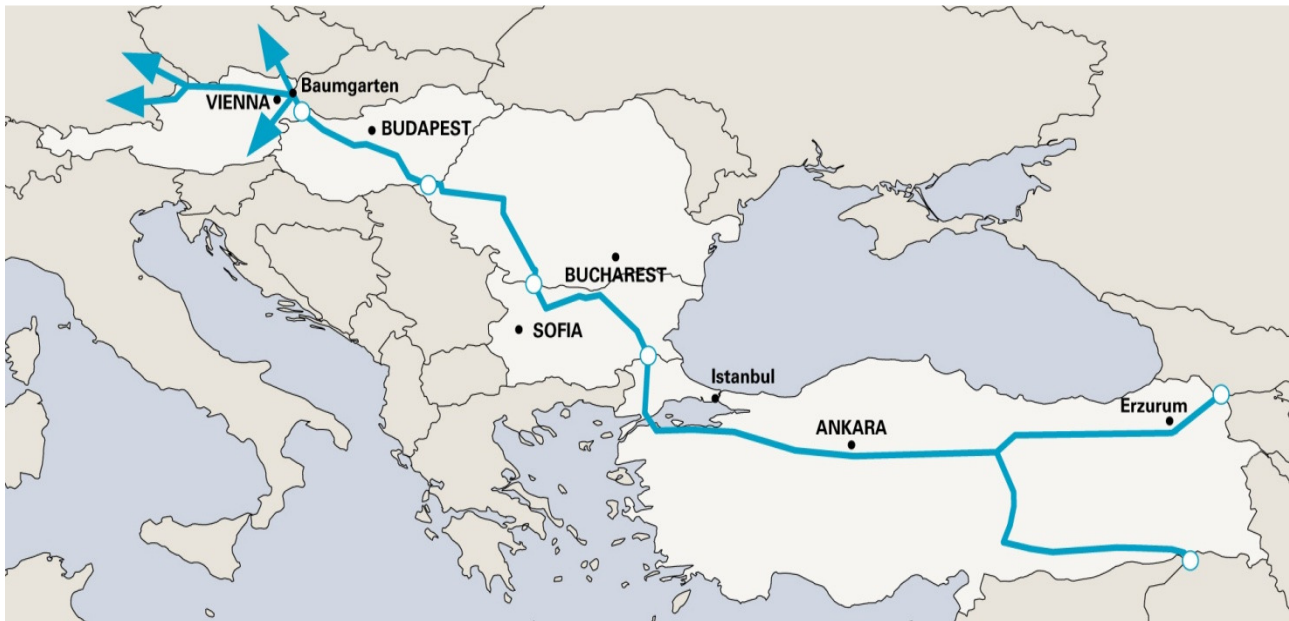 Baumgarten
VIENNA
BUDAPEST
BUCHAREST
SOFIA
Istanbul
Erzurum
ANKARA